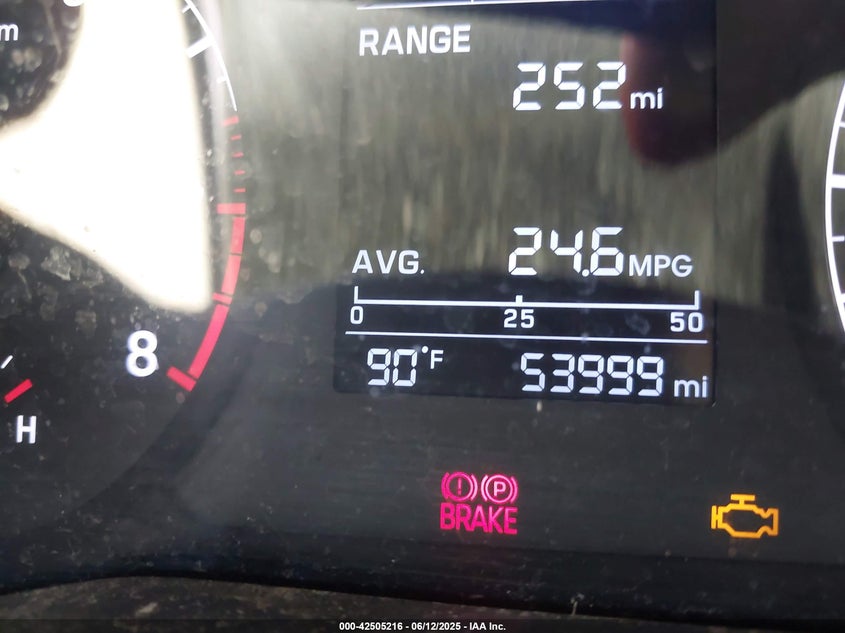 RANGE
252 mi
AVG. 24.6 MPG
0 25 50
90°F 53999 mi
8
H
(!) (P)
BRAKE
000-42505216 - 06/12/2025 - IAA Inc.